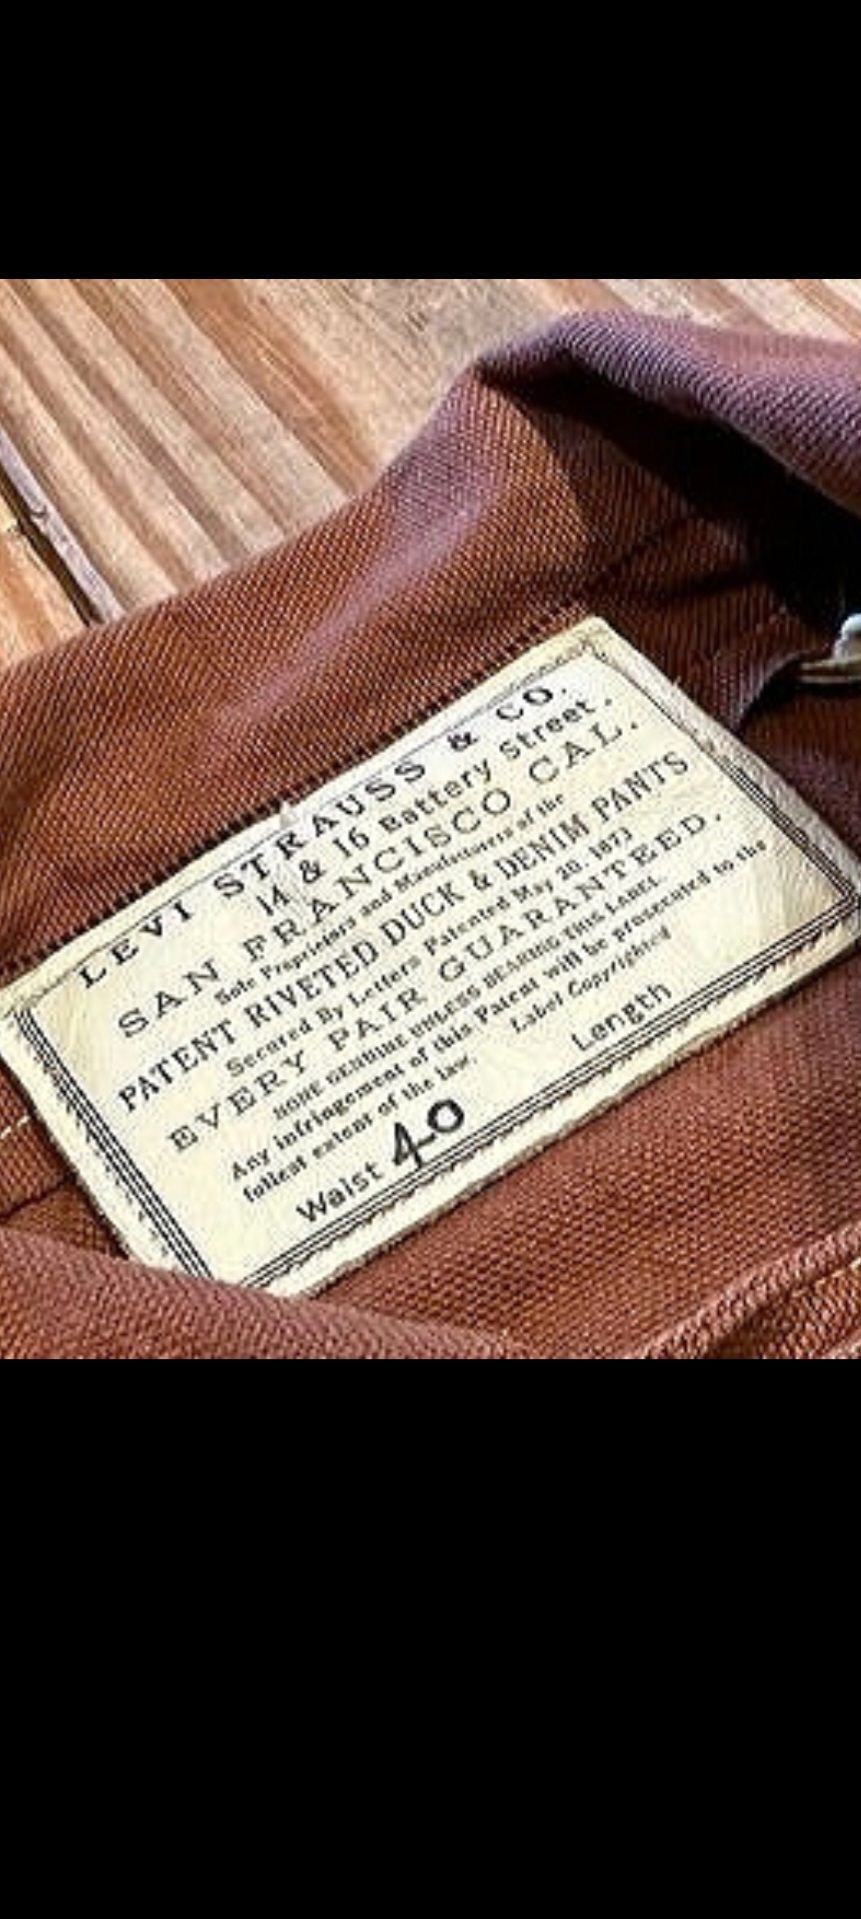 LEVI STRAUSS & CO.
14 & 16 Battery Street.
SAN FRANCISCO CAL.
Sole Proprietors and Manufacturers of the
PATENT RIVETED DUCK & DENIM PANTS
Secured By Letters Patented May 20. 1873
EVERY PAIR GUARANTEED.
NONE GENUINE UNLESS BEARING THIS LABEL
Any infringement of this Patent will be prosecuted to the
fullest extent of the law. Label Copyrighted
Waist 40 Length